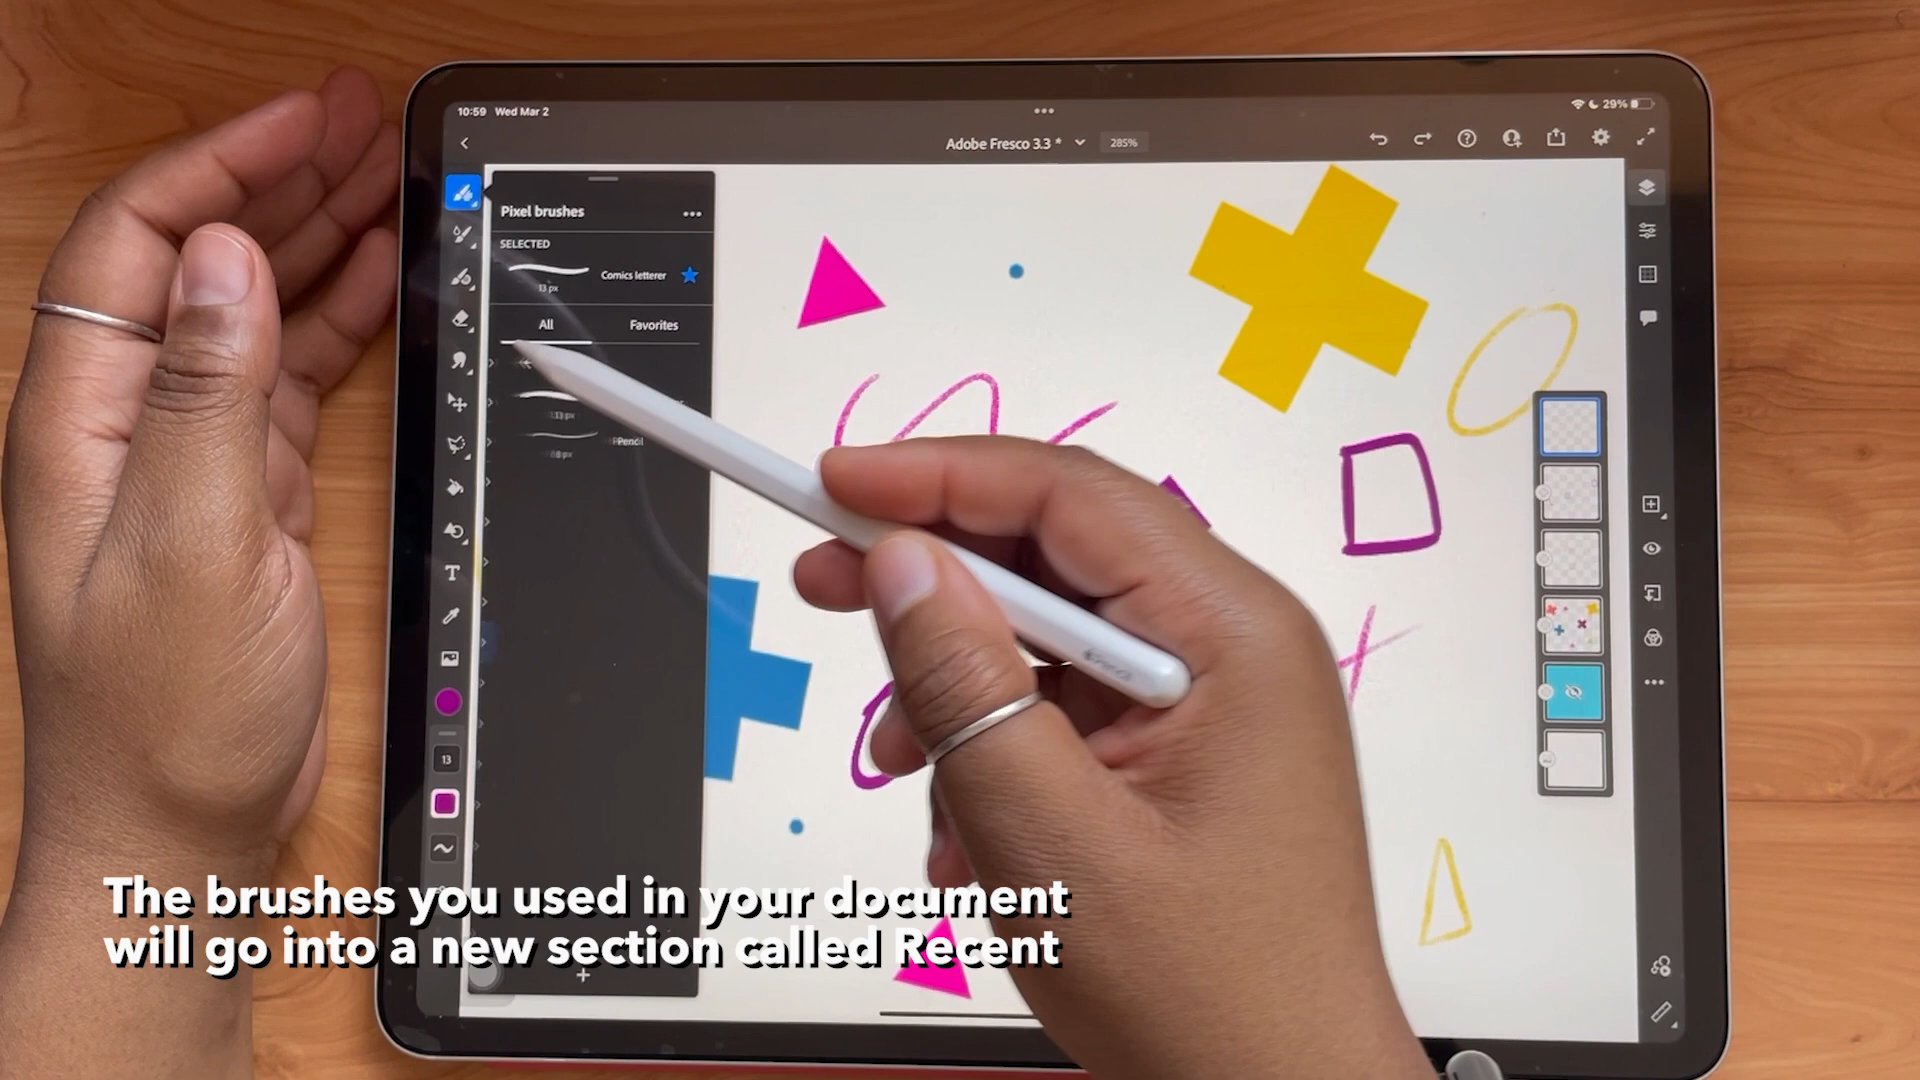 10:59 Wed Mar 2
29%
Adobe Fresco 3.3 *
285%
Pixel brushes
SELECTED
Comics letterer
13 px
All
Favorites
Pencil
T
13
The brushes you used in your document
will go into a new section called Recent